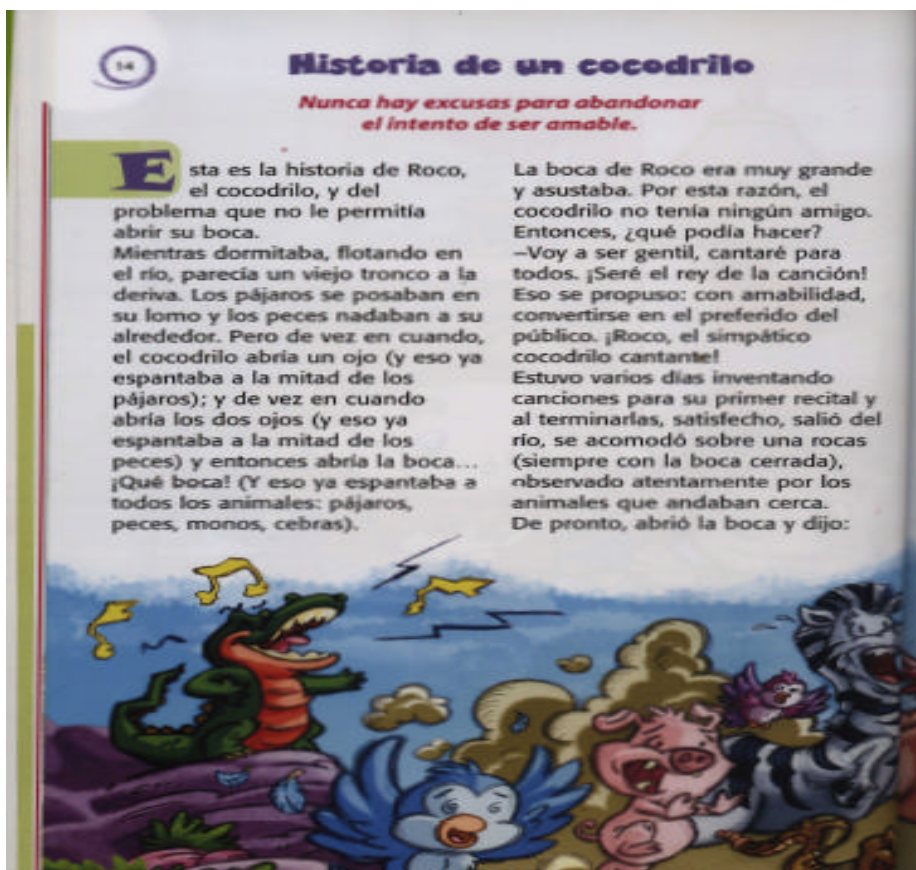 14
Historia de un cocodrilo
Nunca hay excusas para abandonar
el intento de ser amable.
Esta es la historia de Roco,
el cocodrilo, y del
problema que no le permitía
abrir su boca.
Mientras dormitaba, flotando en
el río, parecía un viejo tronco a la
deriva. Los pájaros se posaban en
su lomo y los peces nadaban a su
alrededor. Pero de vez en cuando,
el cocodrilo abría un ojo (y eso ya
espantaba a la mitad de los
pájaros); y de vez en cuando
abría los dos ojos (y eso ya
espantaba a la mitad de los
peces) y entonces abría la boca...
¡Qué boca! (Y eso ya espantaba a
todos los animales: pájaros,
peces, monos, cebras).
La boca de Roco era muy grande
y asustaba. Por esta razón, el
cocodrilo no tenía ningún amigo.
Entonces, ¿qué podía hacer?
–Voy a ser gentil, cantaré para
todos. ¡Seré el rey de la canción!
Eso se propuso: con amabilidad,
convertirse en el preferido del
público. ¡Roco, el simpático
cocodrilo cantante!
Estuvo varios días inventando
canciones para su primer recital y
al terminarlas, satisfecho, salió del
río, se acomodó sobre una rocas
(siempre con la boca cerrada),
observado atentamente por los
animales que andaban cerca.
De pronto, abrió la boca y dijo: